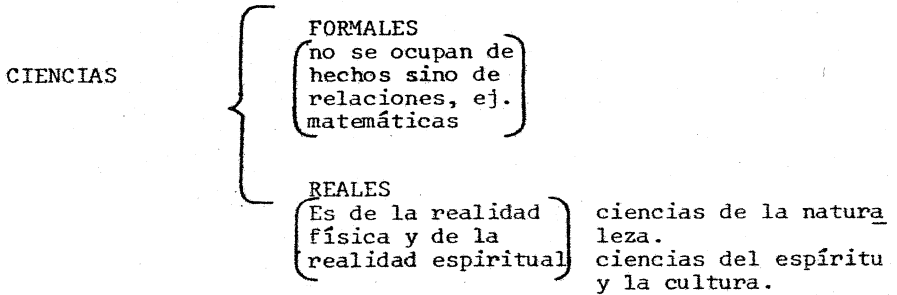 FORMALES
no se ocupan de
CIENCIAS hechos sino de
relaciones, ej.
matemáticas
REALES
Es de la realidad ciencias de la natura
física y de la leza.
realidad espiritual ciencias del espíritu
y la cultura.